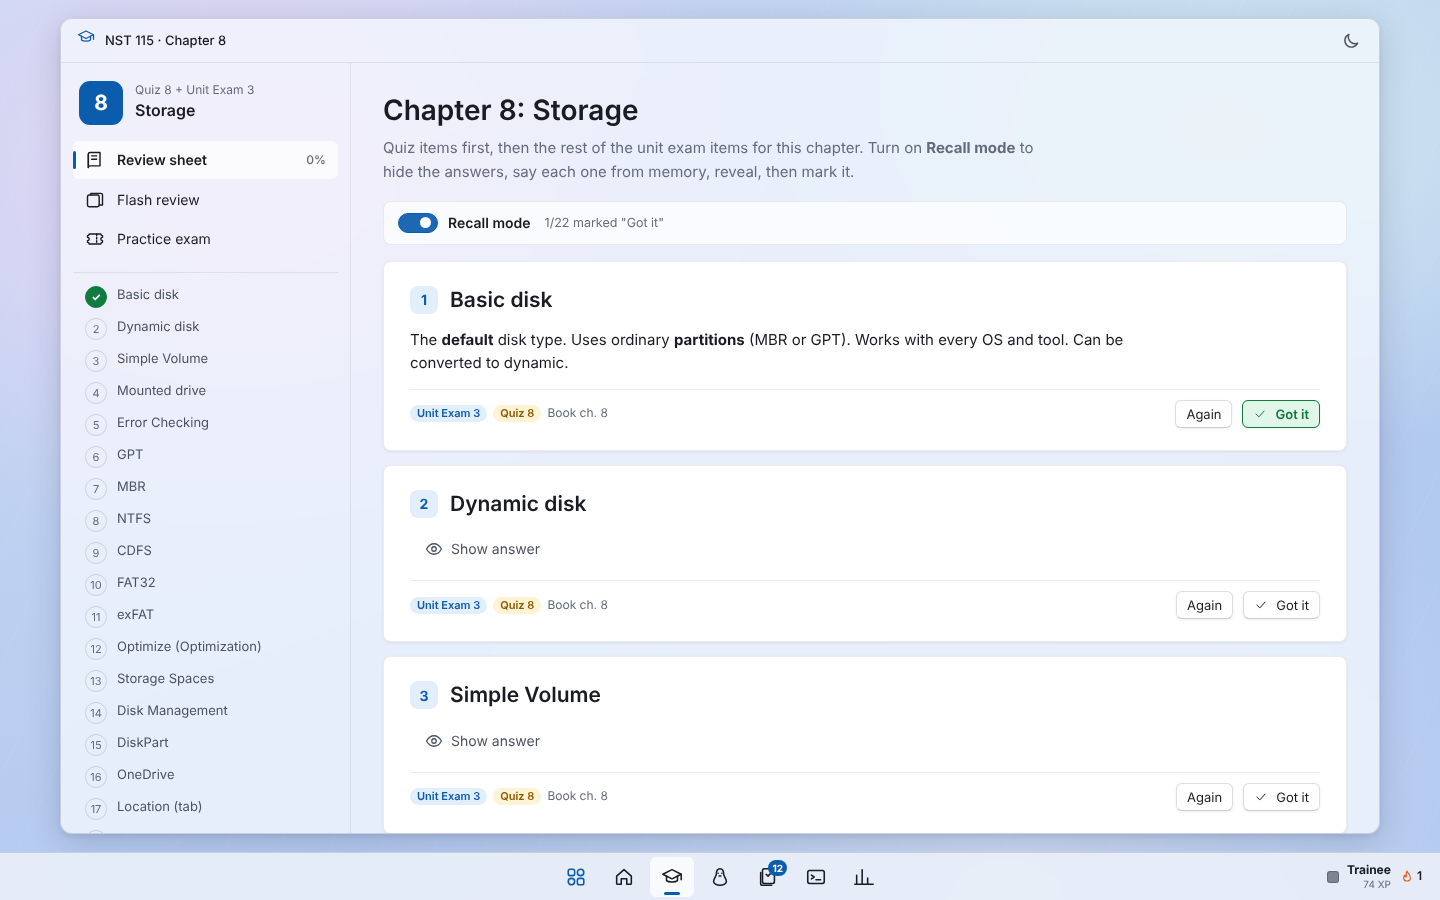 NST 115 · Chapter 8
8
Quiz 8 + Unit Exam 3
Storage
Review sheet 0%
Flash review
Practice exam
Basic disk
2 Dynamic disk
3 Simple Volume
4 Mounted drive
5 Error Checking
6 GPT
7 MBR
8 NTFS
9 CDFS
10 FAT32
11 exFAT
12 Optimize (Optimization)
13 Storage Spaces
14 Disk Management
15 DiskPart
16 OneDrive
17 Location (tab)
Chapter 8: Storage
Quiz items first, then the rest of the unit exam items for this chapter. Turn on Recall mode to
hide the answers, say each one from memory, reveal, then mark it.
Recall mode 1/22 marked "Got it"
1 Basic disk
The default disk type. Uses ordinary partitions (MBR or GPT). Works with every OS and tool. Can be
converted to dynamic.
Unit Exam 3 Quiz 8 Book ch. 8 Again Got it
2 Dynamic disk
Show answer
Unit Exam 3 Quiz 8 Book ch. 8 Again Got it
3 Simple Volume
Show answer
Unit Exam 3 Quiz 8 Book ch. 8 Again Got it
12
Trainee
74 XP
1